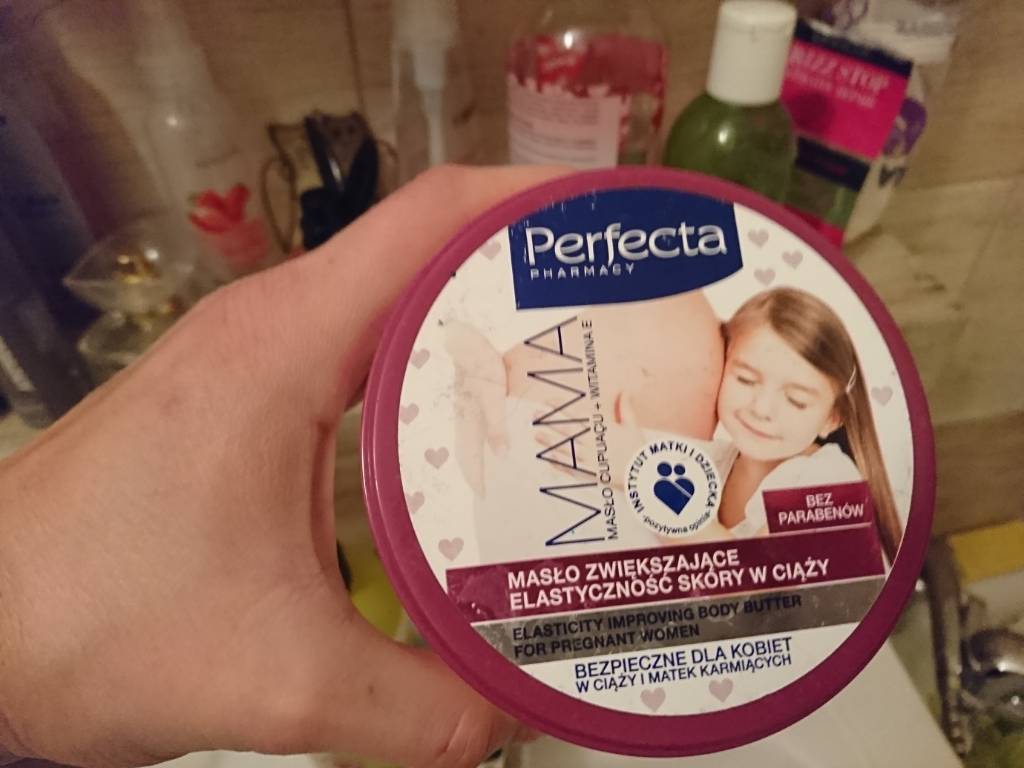 Perfecta
PHARMACY
MAMA
MASŁO CUPUAÇU + WITAMINA E
INSTYTUT MATKI I DZIECKA
-pozytywna opinia-
BEZ
PARABENÓW
MASŁO ZWIĘKSZAJĄCE
ELASTYCZNOŚĆ SKÓRY W CIĄŻY
ELASTICITY IMPROVING BODY BUTTER
FOR PREGNANT WOMEN
BEZPIECZNE DLA KOBIET
W CIĄŻY I MATEK KARMIĄCYCH
STOP